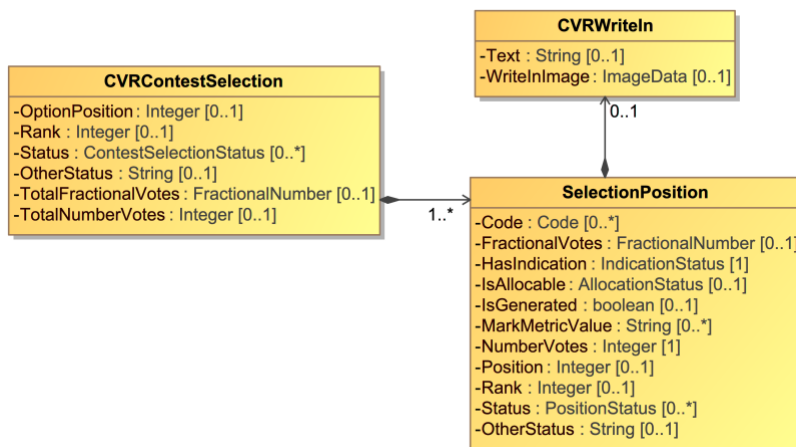 CVRWriteIn
-Text : String [0..1]
-WriteInImage : ImageData [0..1]
0..1
CVRContestSelection
-OptionPosition : Integer [0..1]
-Rank : Integer [0..1]
-Status : ContestSelectionStatus [0..*]
-OtherStatus : String [0..1]
-TotalFractionalVotes : FractionalNumber [0..1]
-TotalNumberVotes : Integer [0..1]
1..*
SelectionPosition
-Code : Code [0..*]
-FractionalVotes : FractionalNumber [0..1]
-HasIndication : IndicationStatus [1]
-IsAllocable : AllocationStatus [0..1]
-IsGenerated : boolean [0..1]
-MarkMetricValue : String [0..*]
-NumberVotes : Integer [1]
-Position : Integer [0..1]
-Rank : Integer [0..1]
-Status : PositionStatus [0..*]
-OtherStatus : String [0..1]